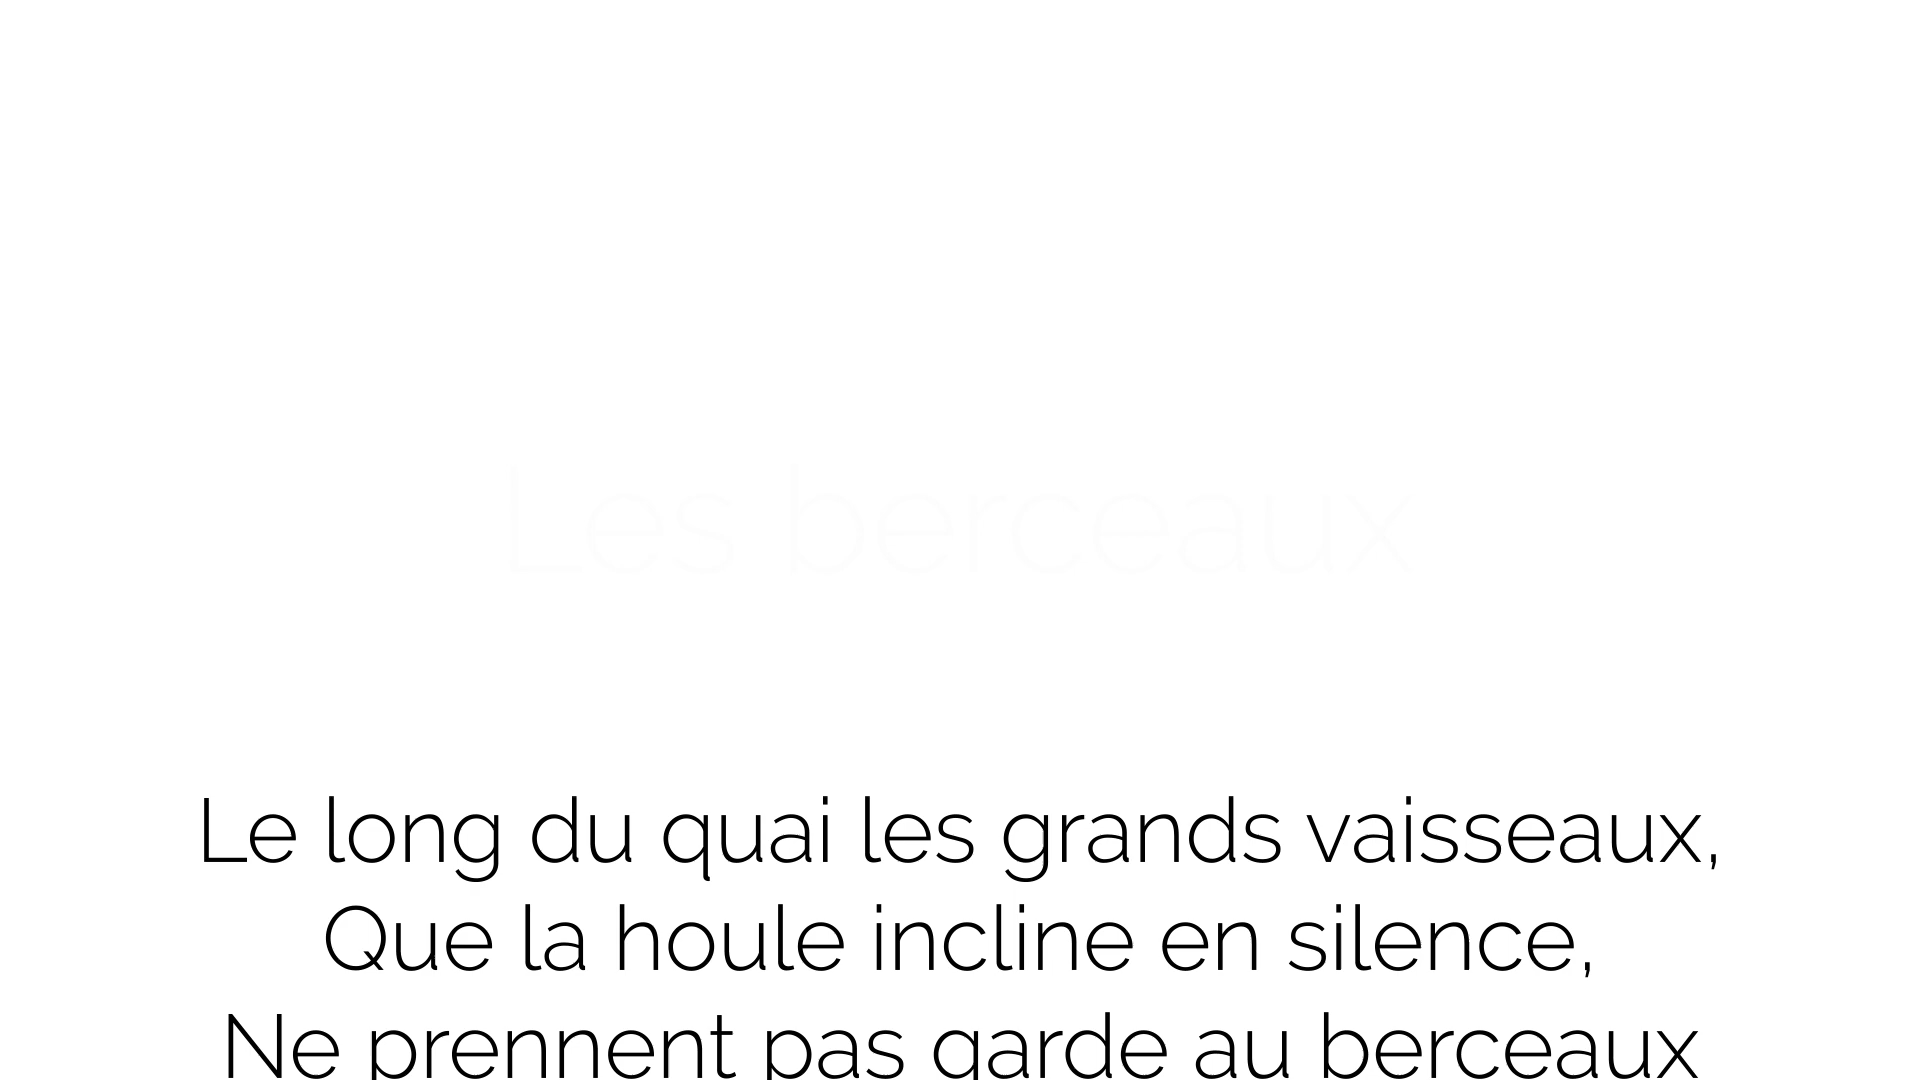 Les berceaux
Le long du quai les grands vaisseaux,
Que la houle incline en silence,
Ne prennent pas garde au berceaux